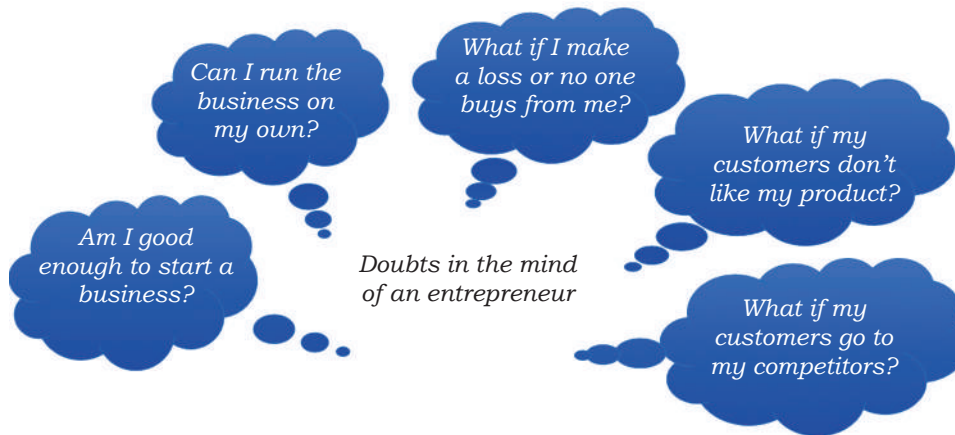 What if I make
a loss or no one
buys from me?
Can I run the
business on
my own?
What if my
customers don't
like my product?
Am I good
enough to start a
business?
Doubts in the mind
of an entrepreneur
What if my
customers go to
my competitors?